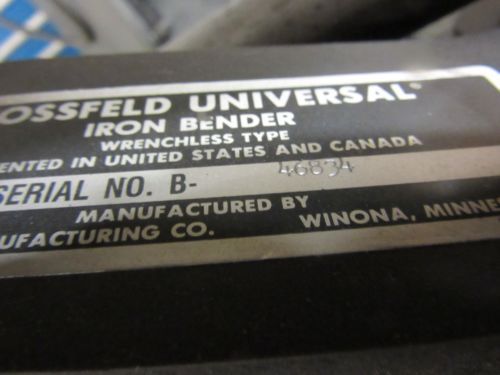 OSSFELD UNIVERSAL®
IRON BENDER
WRENCHLESS TYPE
ENTED IN UNITED STATES AND CANADA
SERIAL NO. B- 46834
MANUFACTURED BY
UFACTURING CO. WINONA, MINNES